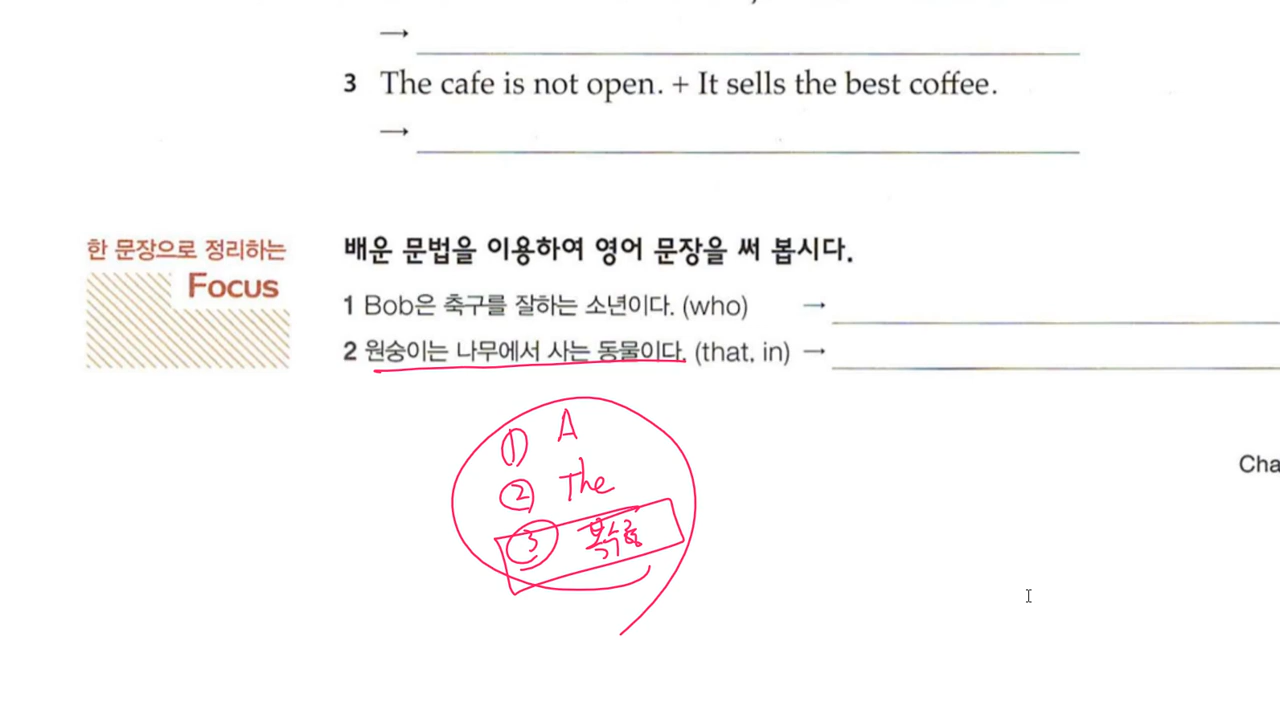 →
3 The cafe is not open. + It sells the best coffee.
→
한 문장으로 정리하는
Focus
배운 문법을 이용하여 영어 문장을 써 봅시다.
1 Bob은 축구를 잘하는 소년이다. (who) →
2 원숭이는 나무에서 사는 동물이다. (that, in) →
① A
② The
③ 복수형
Cha